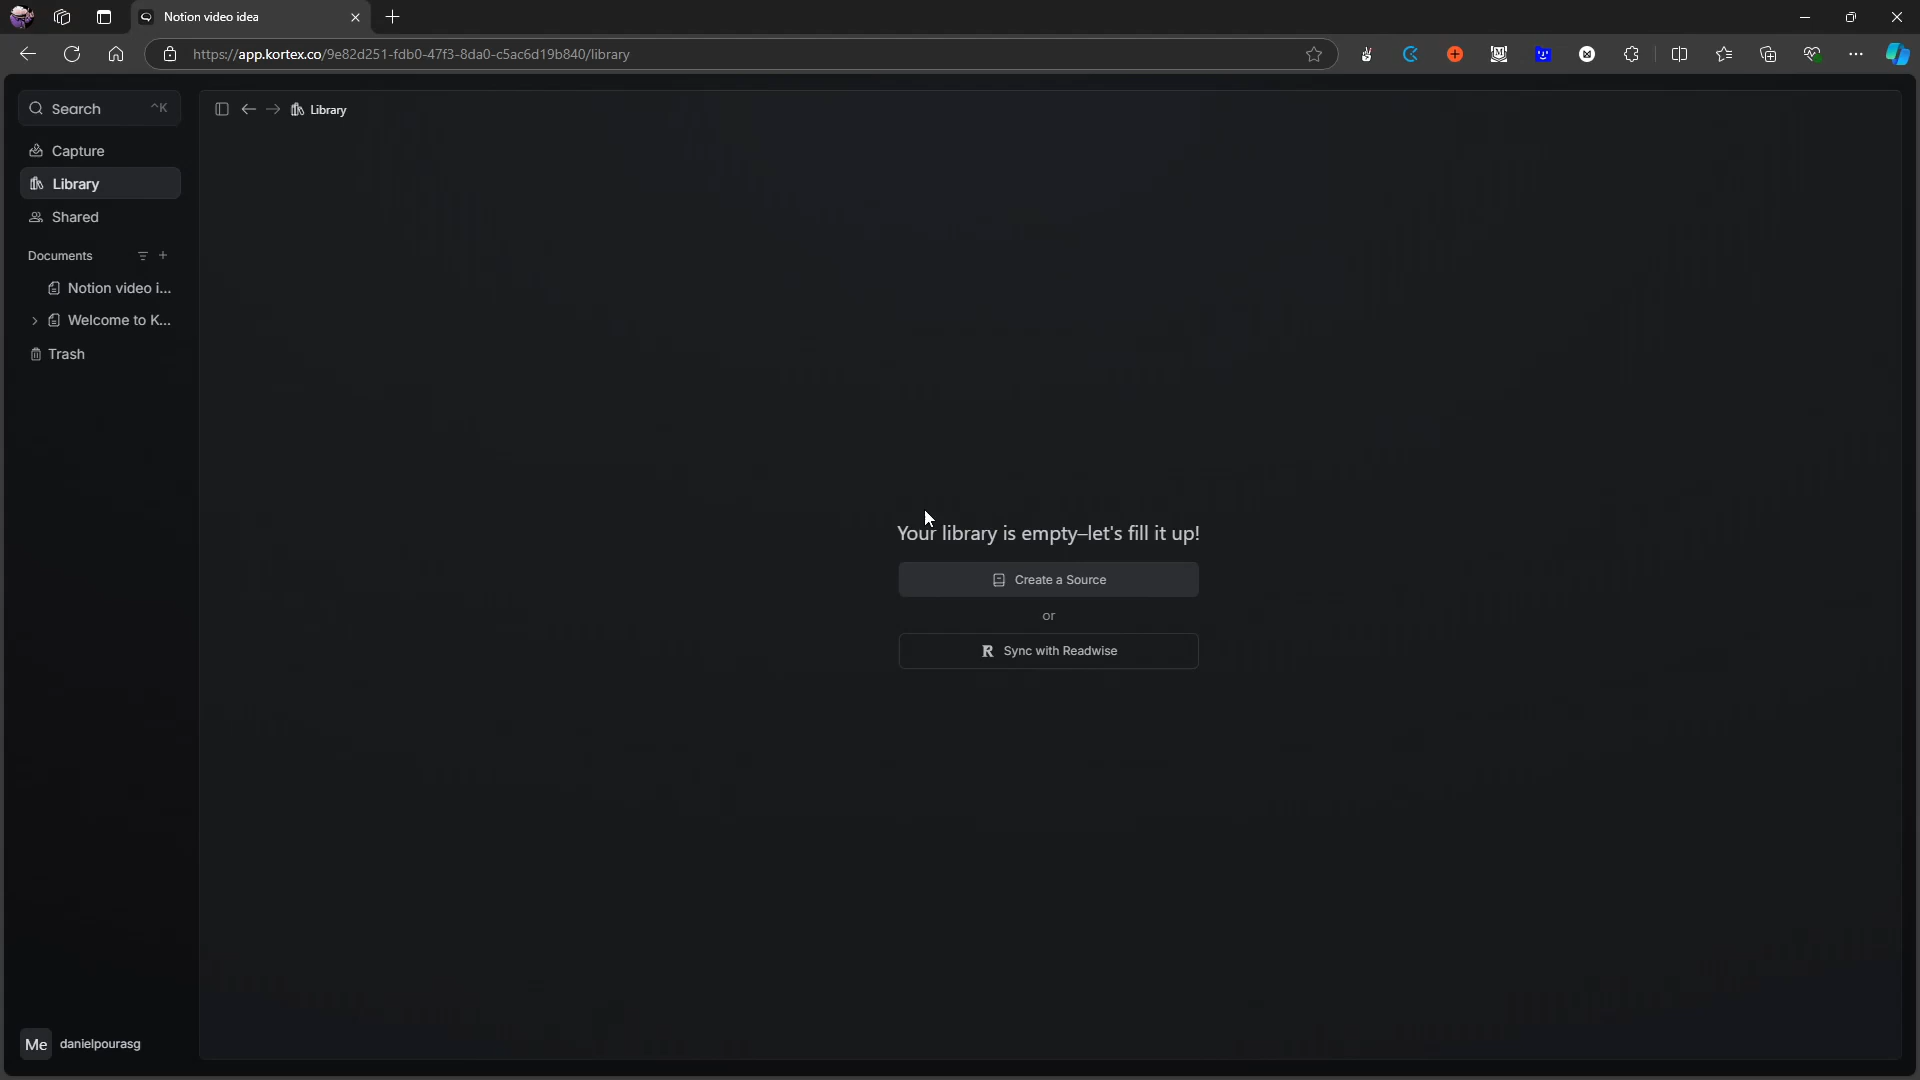 Notion video idea
https://app.kortex.co/9e82d251-fdb0-47f3-8da0-c5ac6d19b840/library
Search ^K
Library
Capture
Library
Shared
Documents
Notion video i...
Welcome to K...
Trash
Your library is empty–let's fill it up!
Create a Source
or
R Sync with Readwise
Me danielpourasg